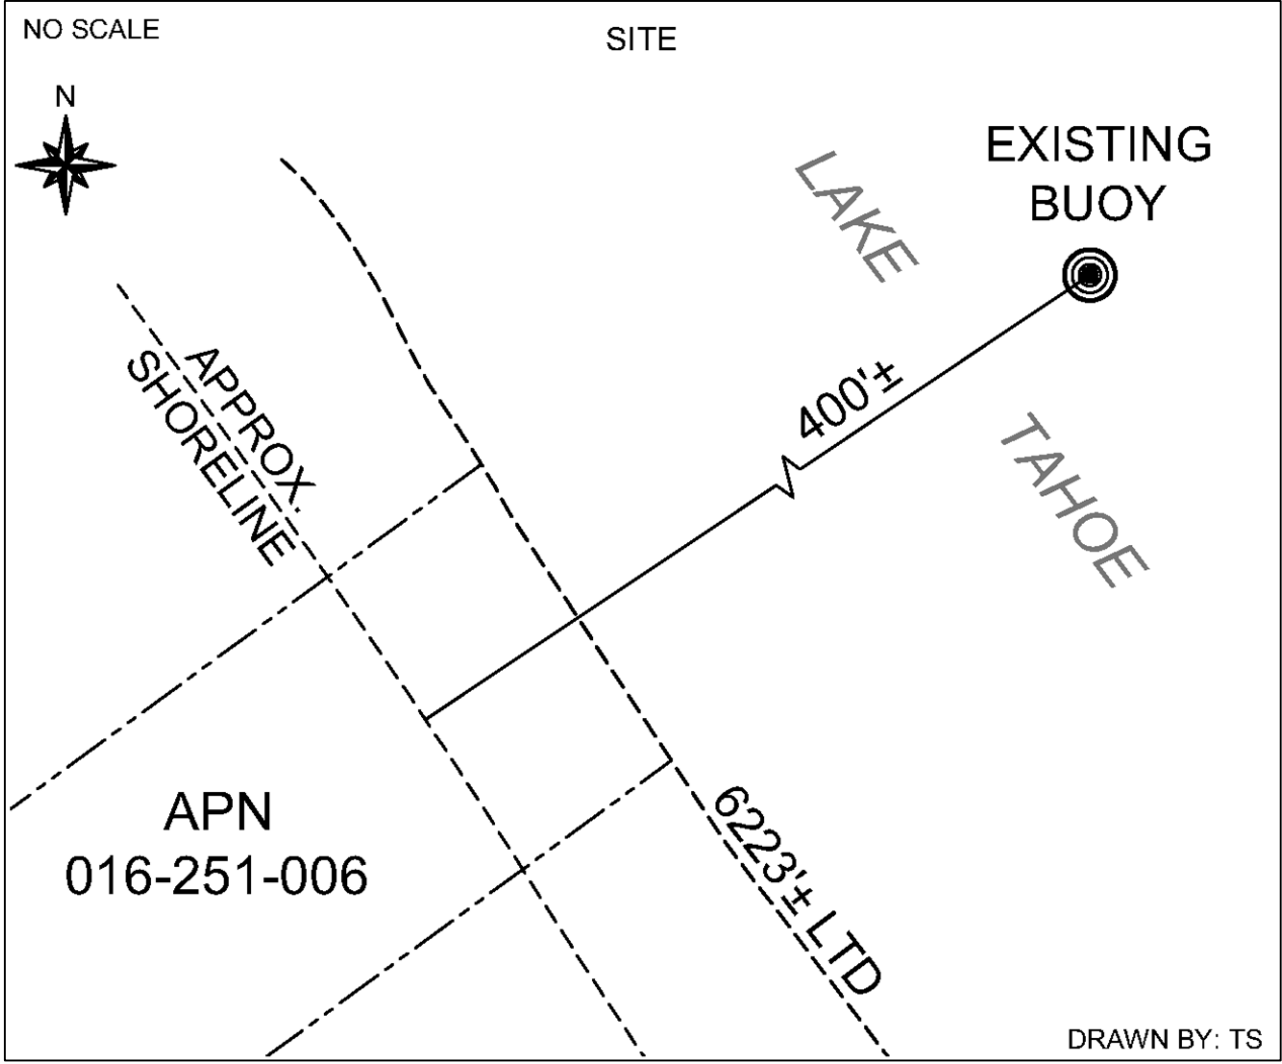 NO SCALE
SITE
N
LAKE
EXISTING
BUOY
400'±
APPROX.
SHORELINE
TAHOE
APN
016-251-006
6223'± LTD
DRAWN BY: TS